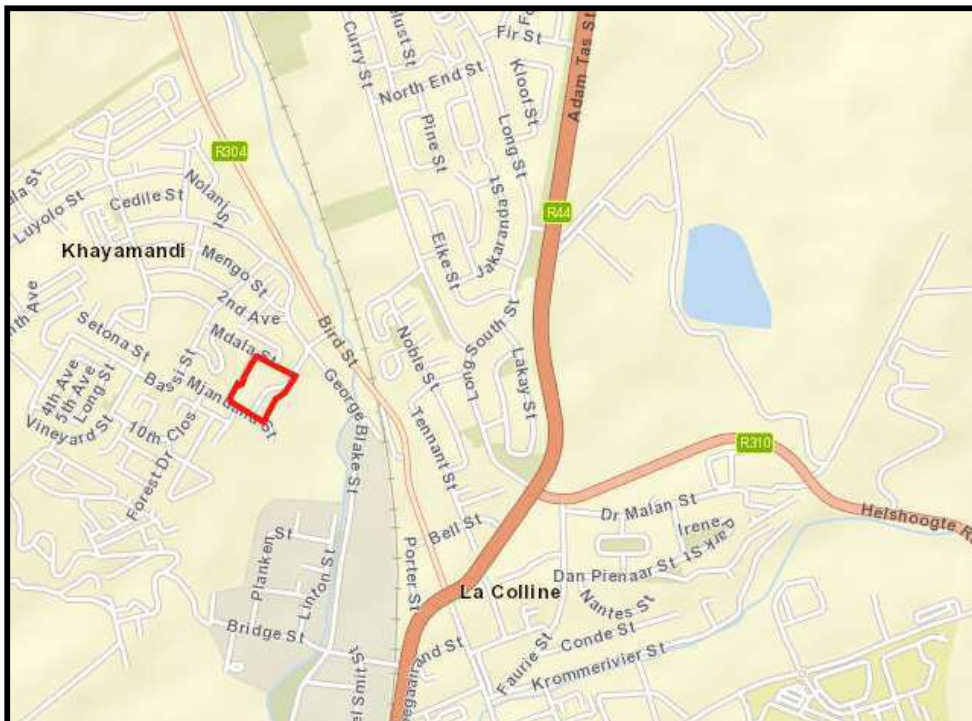 Curry St
Fir St
North End St
Kloof St
Adam Tas St
Long St
Pine St
R304
Nolani St
Luyolo St
Cedile St
Jakaranda St
R44
Khayamandi
Eike St
Mengo St
2nd Ave
Setona St
Mdala St
Bird St
Noble St
Long South St
Lakay St
Bassi St
4th Ave
5th Ave
Long St
Vineyard St
10th Clos
George Blake St
Tennant St
R310
Forest Dr
Dr Malan St
Helshoogte
Bell St
Irene
Park St
Planken St
Linton St
Porter St
Dan Pienaar St
La Colline
Nantes St
Bridge St
Conde St
Faurie St
Krommerivier St